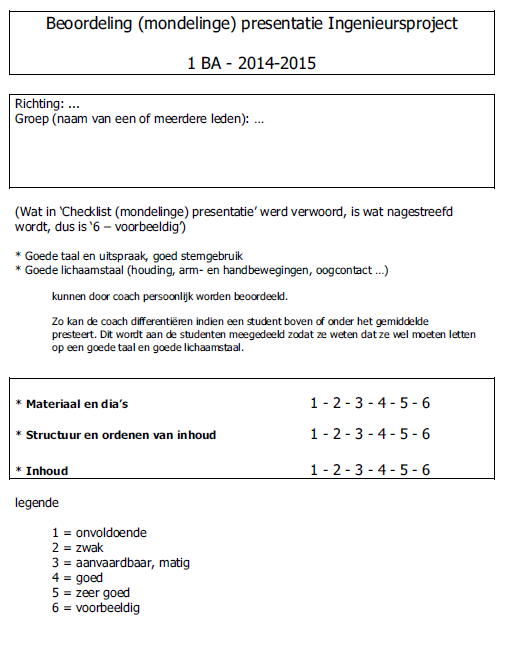 Beoordeling (mondelinge) presentatie Ingenieursproject
1 BA - 2014-2015
Richting: ...
Groep (naam van een of meerdere leden): ...
(Wat in ‘Checklist (mondelinge) presentatie’ werd verwoord, is wat nagestreefd
wordt, dus is ‘6 – voorbeeldig’)
* Goede taal en uitspraak, goed stemgebruik
* Goede lichaamstaal (houding, arm- en handbewegingen, oogcontact ...)
kunnen door coach persoonlijk worden beoordeeld.
Zo kan de coach differentiëren indien een student boven of onder het gemiddelde
presteert. Dit wordt aan de studenten meegedeeld zodat ze weten dat ze wel moeten letten
op een goede taal en goede lichaamstaal.
* Materiaal en dia’s 1 - 2 - 3 - 4 - 5 - 6
* Structuur en ordenen van inhoud 1 - 2 - 3 - 4 - 5 - 6
* Inhoud 1 - 2 - 3 - 4 - 5 - 6
legende
1 = onvoldoende
2 = zwak
3 = aanvaardbaar, matig
4 = goed
5 = zeer goed
6 = voorbeeldig